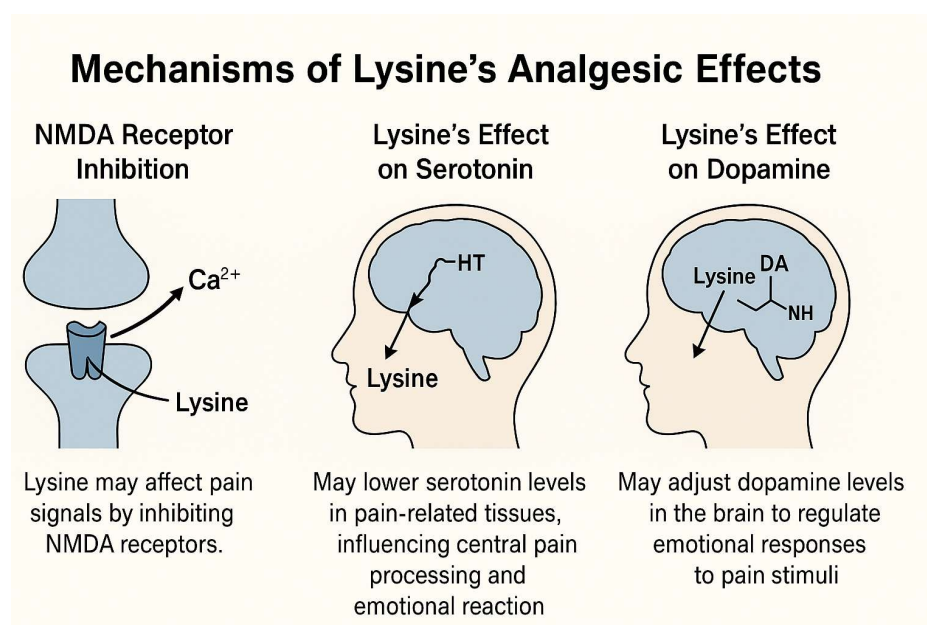 Mechanisms of Lysine's Analgesic Effects
NMDA Receptor
Inhibition
Ca²⁺
Lysine
Lysine may affect pain
signals by inhibiting
NMDA receptors.
Lysine's Effect
on Serotonin
HT
Lysine
May lower serotonin levels
in pain-related tissues,
influencing central pain
processing and
emotional reaction
Lysine's Effect
on Dopamine
Lysine
DA
NH
May adjust dopamine levels
in the brain to regulate
emotional responses
to pain stimuli